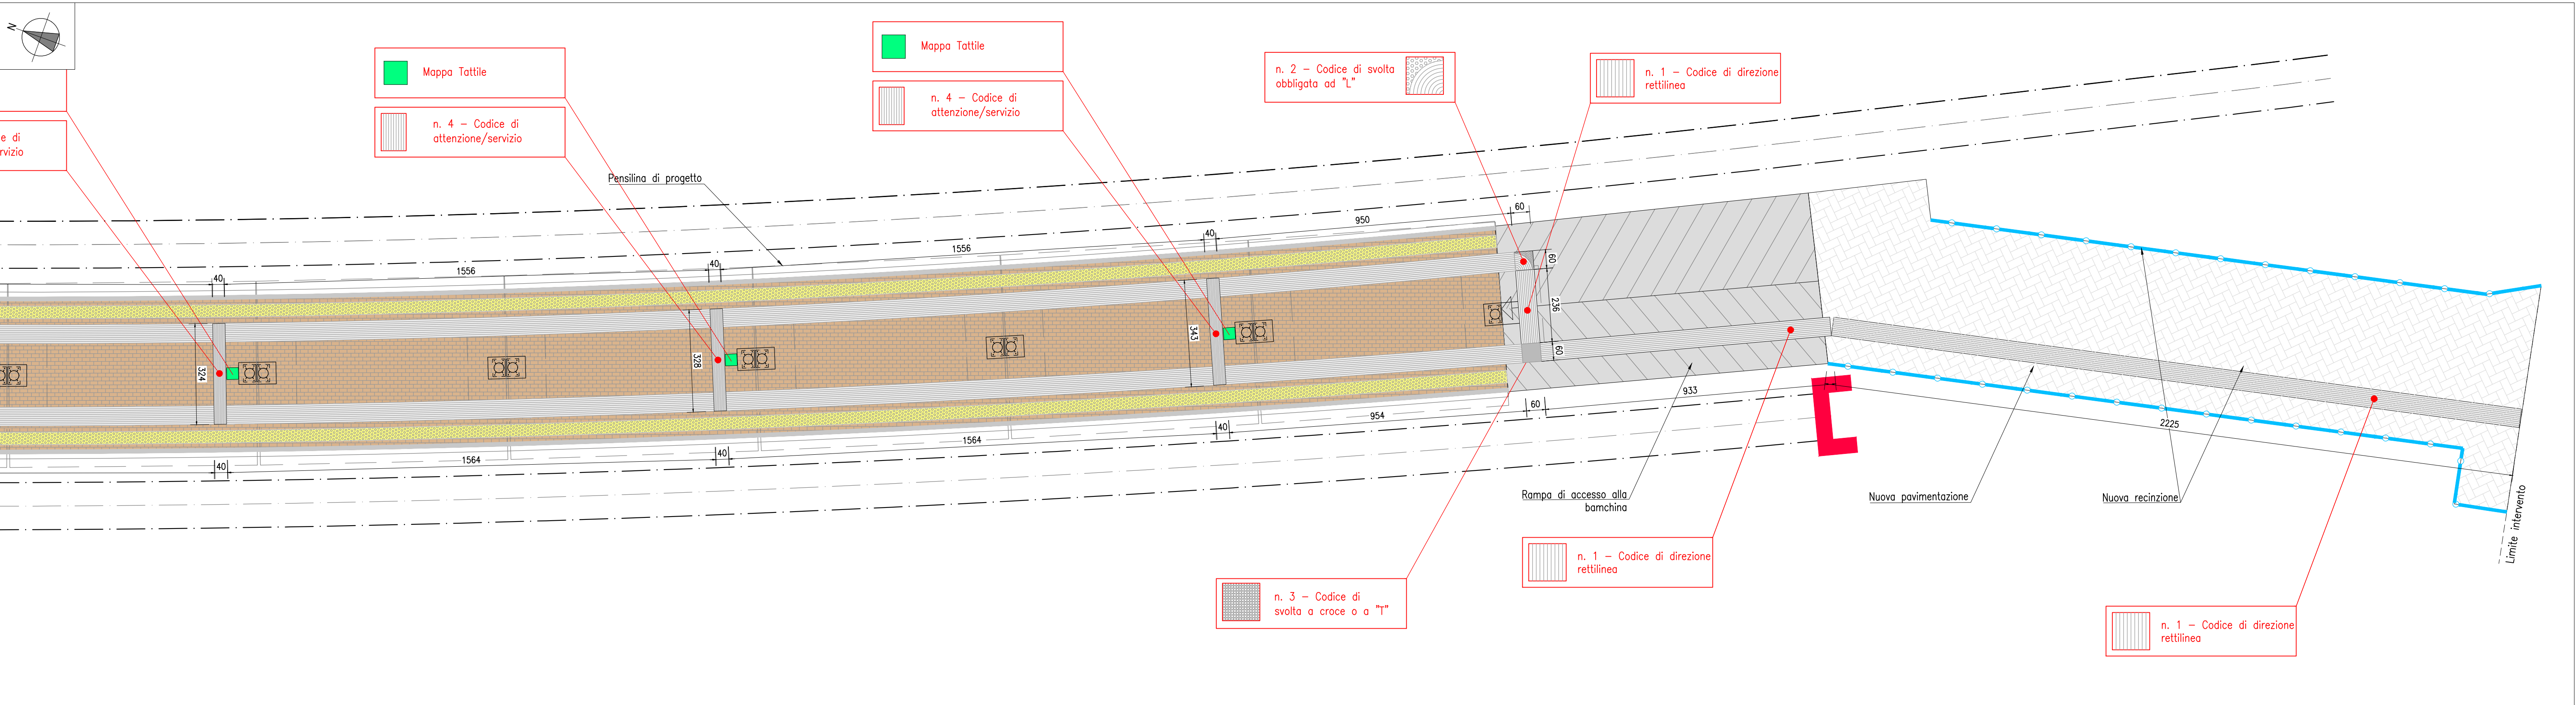 N
e di
rvizio
Mappa Tattile
n. 4 – Codice di
attenzione/servizio
Mappa Tattile
n. 4 – Codice di
attenzione/servizio
n. 2 – Codice di svolta
obbligata ad "L"
n. 1 – Codice di direzione
rettilinea
Pensilina di progetto
40
1556
40
1556
40
950
60
324
328
343
60
236
60
40
1564
40
1564
40
954
60
933
2225
Rampa di accesso alla
bamchina
Nuova pavimentazione
Nuova recinzione
Limite intervento
n. 1 – Codice di direzione
rettilinea
n. 3 – Codice di
svolta a croce o a "T"
n. 1 – Codice di direzione
rettilinea